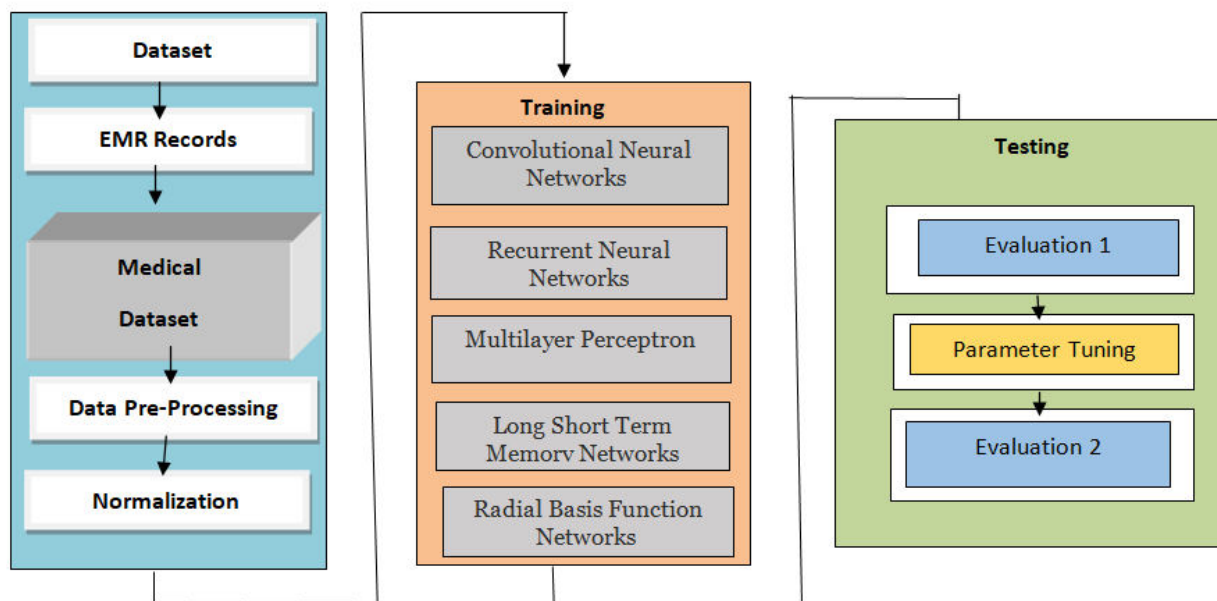 Dataset
EMR Records
Medical
Dataset
Data Pre-Processing
Normalization
Training
Convolutional Neural
Networks
Recurrent Neural
Networks
Multilayer Perceptron
Long Short Term
Memory Networks
Radial Basis Function
Networks
Testing
Evaluation 1
Parameter Tuning
Evaluation 2